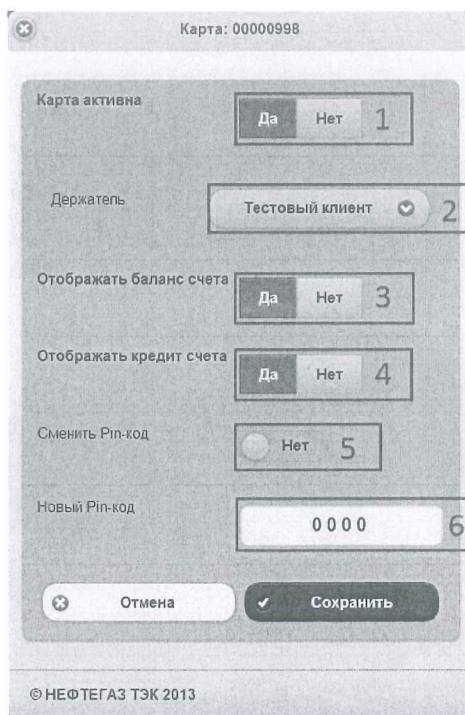 Карта: 00000998
Карта активна
Да Нет 1
Держатель
Тестовый клиент 2
Отображать баланс счета
Да Нет 3
Отображать кредит счета
Да Нет 4
Сменить Pin-код
Нет 5
Новый Pin-код
0000 6
Отмена Сохранить
© НЕФТЕГАЗ ТЭК 2013